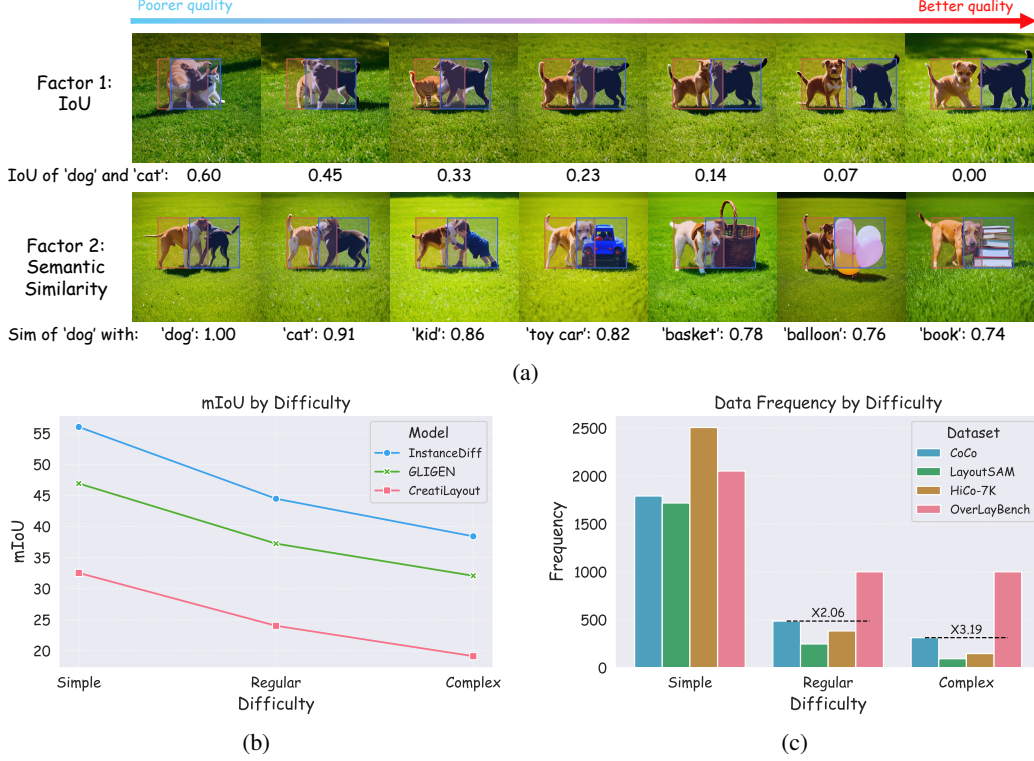 Poorer quality
Better quality
Factor 1:
IoU
IoU of 'dog' and 'cat': 0.60 0.45 0.33 0.23 0.14 0.07 0.00
Factor 2:
Semantic
Similarity
Sim of 'dog' with: 'dog': 1.00 'cat': 0.91 'kid': 0.86 'toy car': 0.82 'basket': 0.78 'balloon': 0.76 'book': 0.74
(a)
mIoU by Difficulty
Model
InstanceDiff
GLIGEN
CreatiLayout
55
50
45
40
35
30
25
20
mIoU
Simple Regular Complex
Difficulty
(b)
Data Frequency by Difficulty
Dataset
CoCo
LayoutSAM
HiCo-7K
OverLayBench
2500
2000
1500
1000
500
0
Frequency
X2.06
X3.19
Simple Regular Complex
Difficulty
(c)